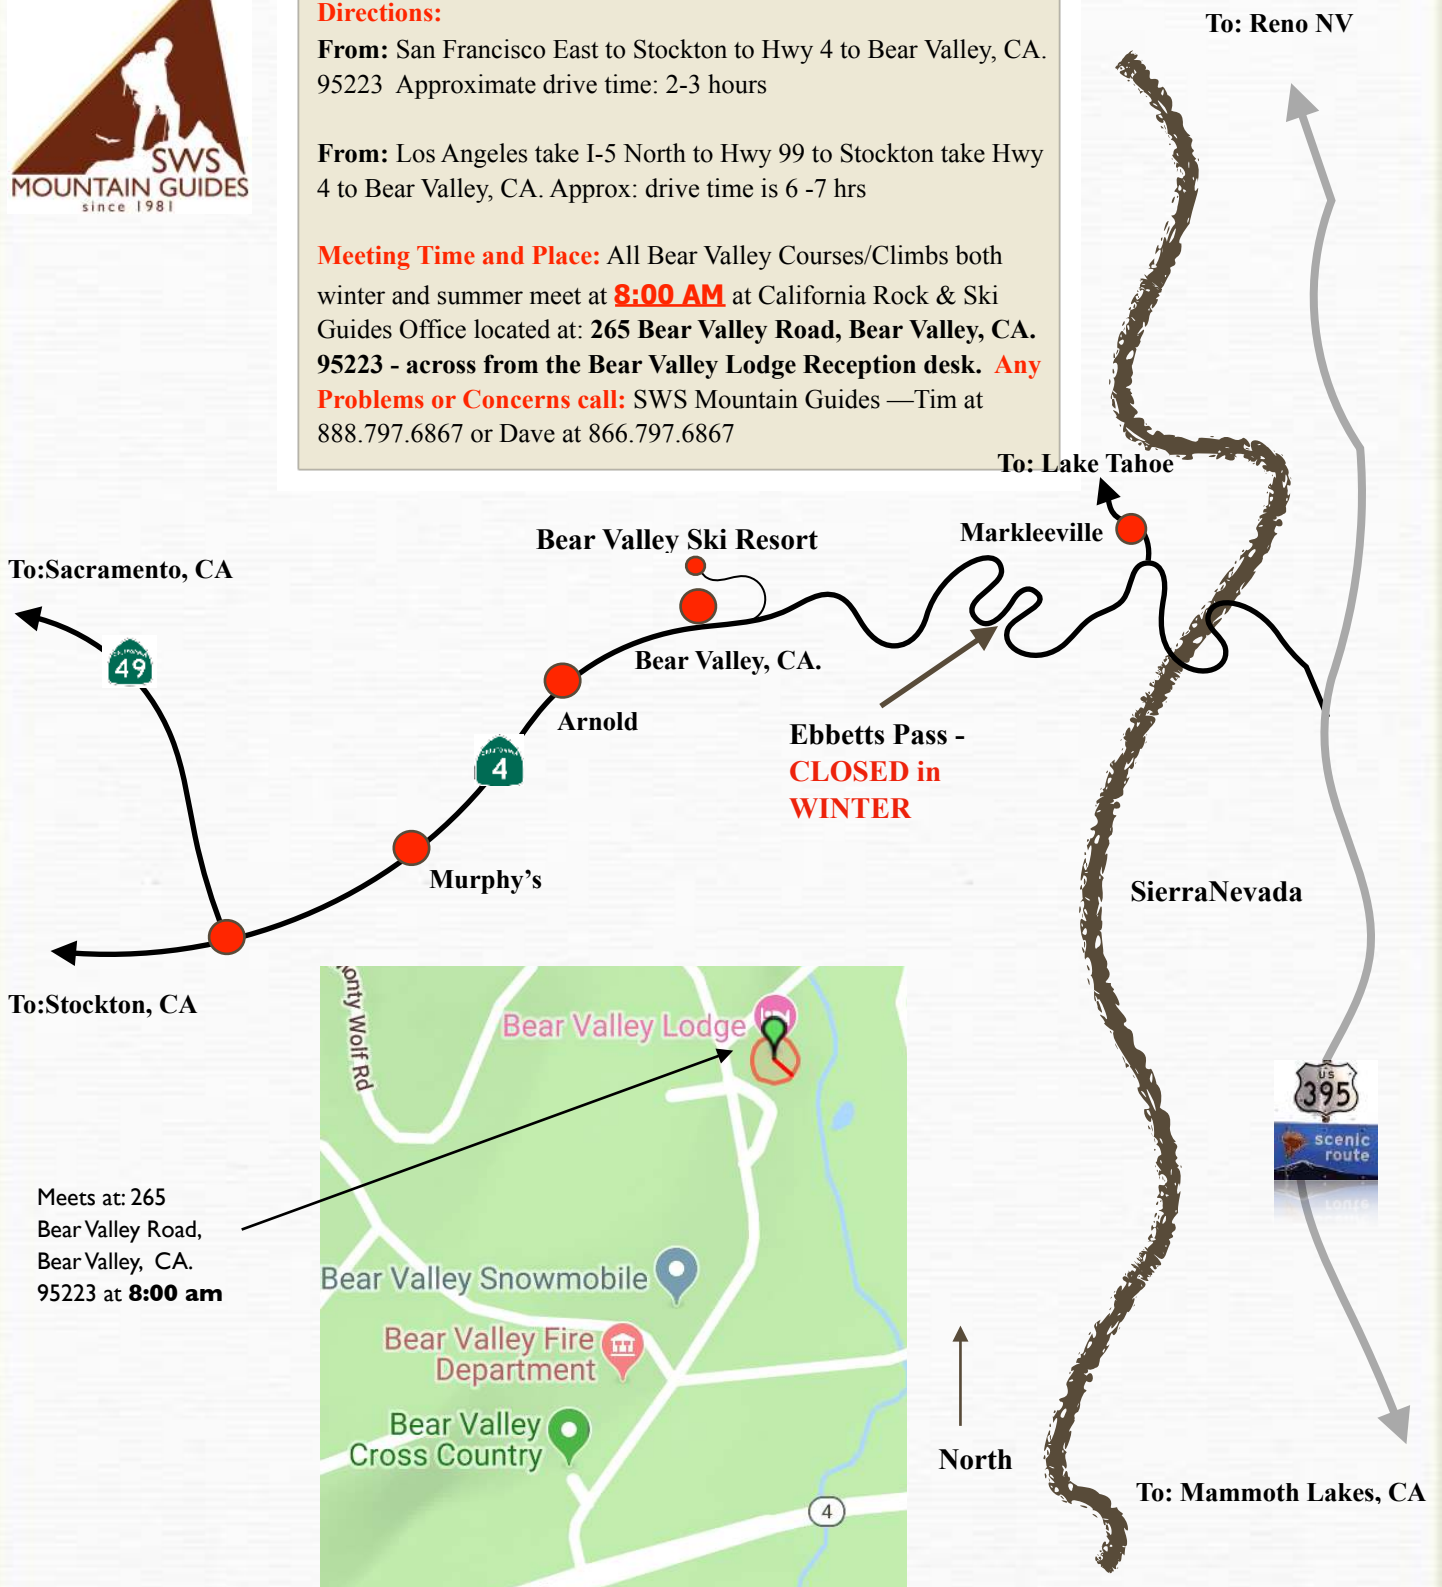 SWS
MOUNTAIN GUIDES
since 1981
Directions:
From: San Francisco East to Stockton to Hwy 4 to Bear Valley, CA.
95223  Approximate drive time: 2-3 hours
From: Los Angeles take I-5 North to Hwy 99 to Stockton take Hwy
4 to Bear Valley, CA. Approx: drive time is 6 -7 hrs
Meeting Time and Place: All Bear Valley Courses/Climbs both
winter and summer meet at 8:00 AM at California Rock & Ski
Guides Office located at: 265 Bear Valley Road, Bear Valley, CA.
95223 - across from the Bear Valley Lodge Reception desk.  Any
Problems or Concerns call: SWS Mountain Guides —Tim at
888.797.6867 or Dave at 866.797.6867
To: Reno NV
To: Lake Tahoe
Markleeville
Bear Valley Ski Resort
To:Sacramento, CA
49
Bear Valley, CA.
Arnold
CALIFORNIA
4
Ebbetts Pass -
CLOSED in
WINTER
Murphy’s
SierraNevada
To:Stockton, CA
onty Wolf Rd
Bear Valley Lodge
US
395
scenic
route
Meets at: 265
Bear Valley Road,
Bear Valley,  CA.
95223 at 8:00 am
Bear Valley Snowmobile
Bear Valley Fire
Department
Bear Valley
Cross Country
4
North
To: Mammoth Lakes, CA